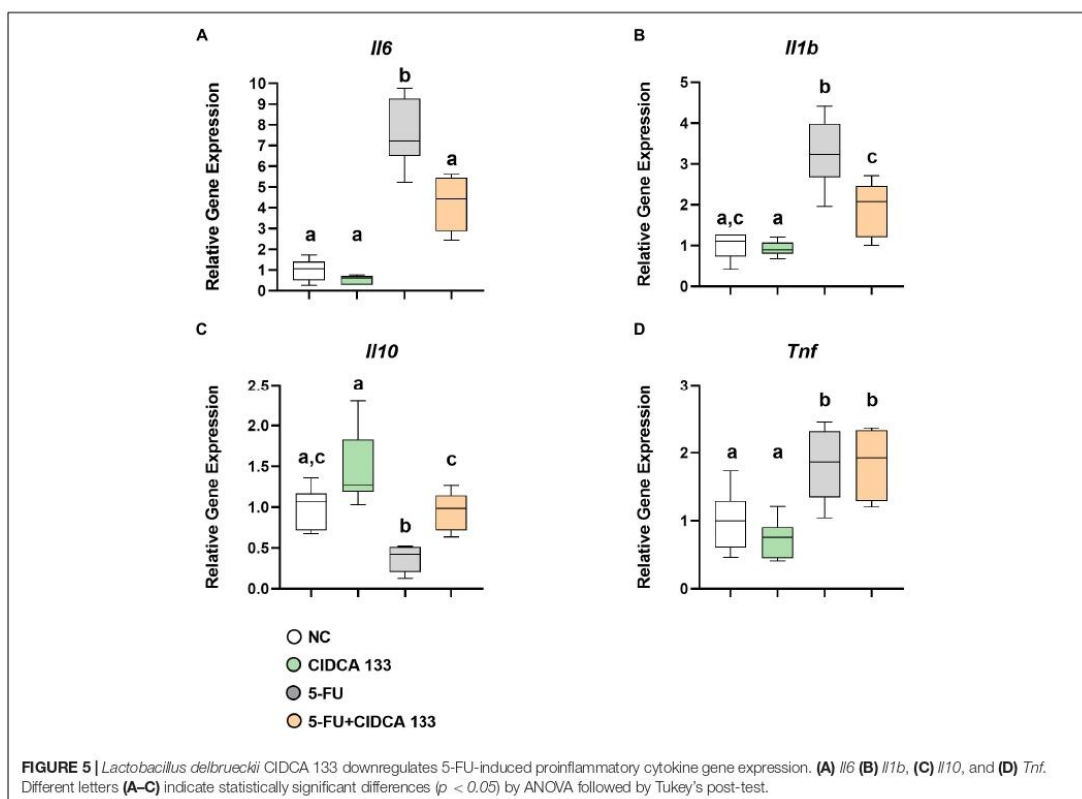 A
Il6
Relative Gene Expression
10
9
8
7
6
5
4
3
2
1
0
a
a
b
a
B
Il1b
Relative Gene Expression
5
4
3
2
1
0
a,c
a
b
c
C
Il10
Relative Gene Expression
2.5
2.0
1.5
1.0
0.5
0.0
a,c
a
b
c
D
Tnf
Relative Gene Expression
3
2
1
0
a
a
b
b
NC
CIDCA 133
5-FU
5-FU+CIDCA 133
FIGURE 5 | Lactobacillus delbrueckii CIDCA 133 downregulates 5-FU-induced proinflammatory cytokine gene expression. (A) Il6 (B) Il1b, (C) Il10, and (D) Tnf.
Different letters (A–C) indicate statistically significant differences (p < 0.05) by ANOVA followed by Tukey's post-test.